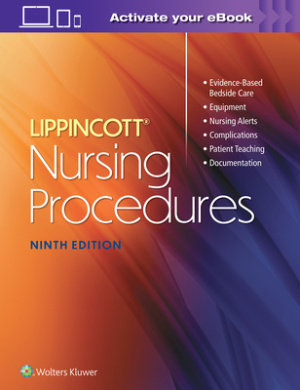 Activate your eBook
• Evidence-Based
Bedside Care
• Equipment
• Nursing Alerts
• Complications
• Patient Teaching
• Documentation
LIPPINCOTT®
Nursing
Procedures
NINTH EDITION
Wolters Kluwer